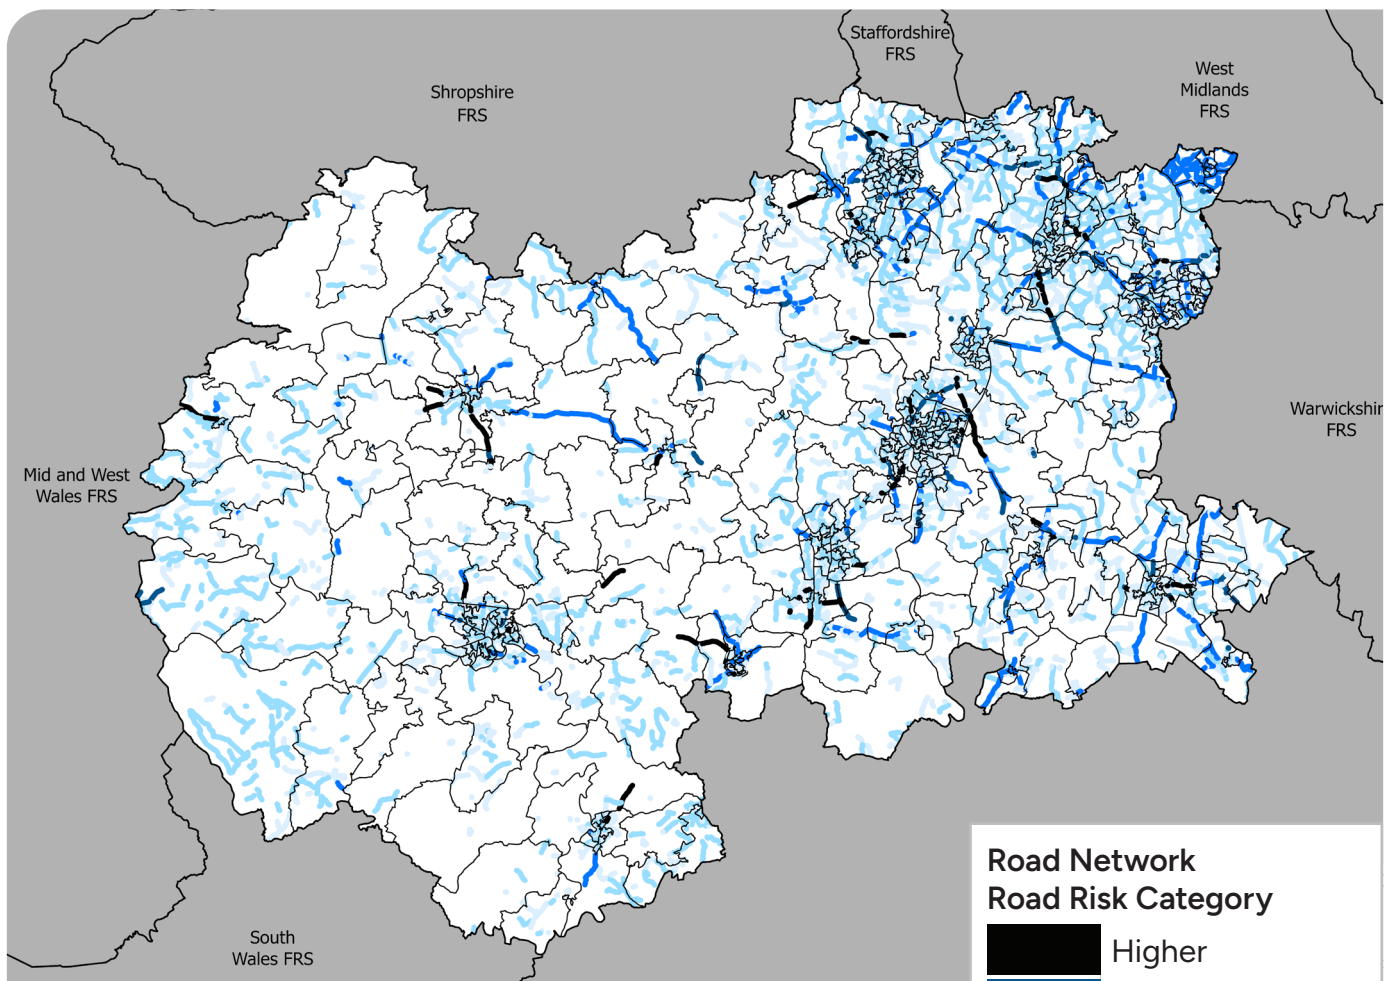 Staffordshire
FRS
West
Midlands
FRS
Shropshire
FRS
Mid and West
Wales FRS
FRS
South
Wales FRS
Road Network
Road Risk Category
Higher